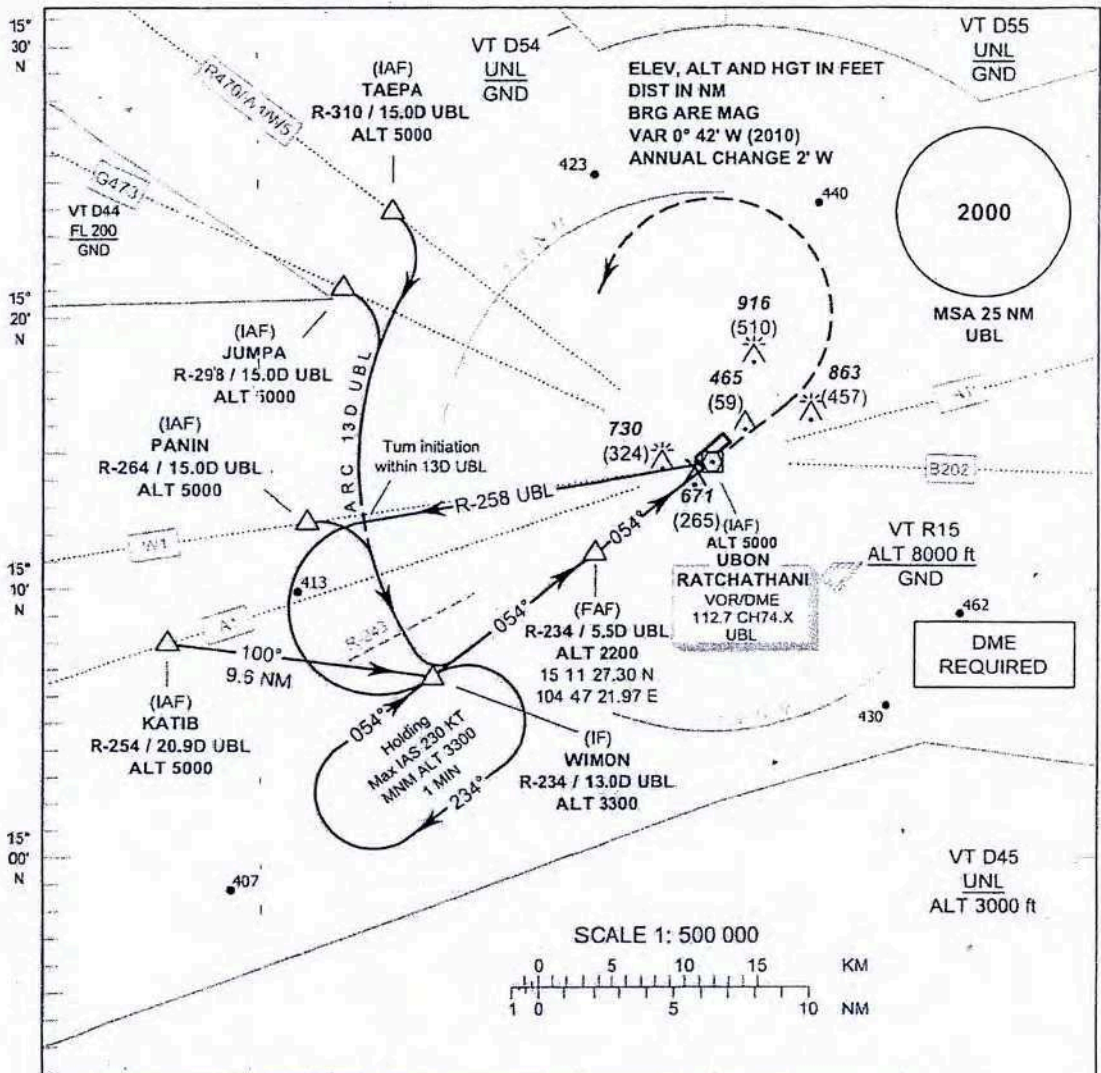 15°
30'
N
VT D54
UNL
GND
VT D55
UNL
GND
ELEV, ALT AND HGT IN FEET
DIST IN NM
BRG ARE MAG
VAR 0° 42' W (2010)
ANNUAL CHANGE 2' W
(IAF)
TAEPA
R-310 / 15.0D UBL
ALT 5000
G473
VT D44
FL 200
GND
423
440
2000
MSA 25 NM
UBL
15°
20'
N
(IAF)
JUMPA
R-298 / 15.0D UBL
ALT 5000
ARC 13D UBL
916
(510)
465
(59)
863
(457)
730
(324)
(IAF)
PANIN
R-264 / 15.0D UBL
ALT 5000
Turn initiation
within 13D UBL
R-258 UBL
W1
B202
671
(265)
(IAF)
ALT 5000
UBON
RATCHATHANI
VOR/DME
112.7 CH74.X
UBL
VT R15
ALT 8000 ft
GND
15°
10'
N
413
R-243
054°
054°
(FAF)
R-234 / 5.5D UBL
ALT 2200
15 11 27.30 N
104 47 21.97 E
462
DME
REQUIRED
100°
9.6 NM
(IAF)
KATIB
R-254 / 20.9D UBL
ALT 5000
430
054°
Holding
Max IAS 230 KT
MNM ALT 3300
1 MIN
234°
(IF)
WIMON
R-234 / 13.0D UBL
ALT 3300
15°
00'
N
407
VT D45
UNL
ALT 3000 ft
SCALE 1: 500 000
0 5 10 15 KM
1 0 5 10 NM